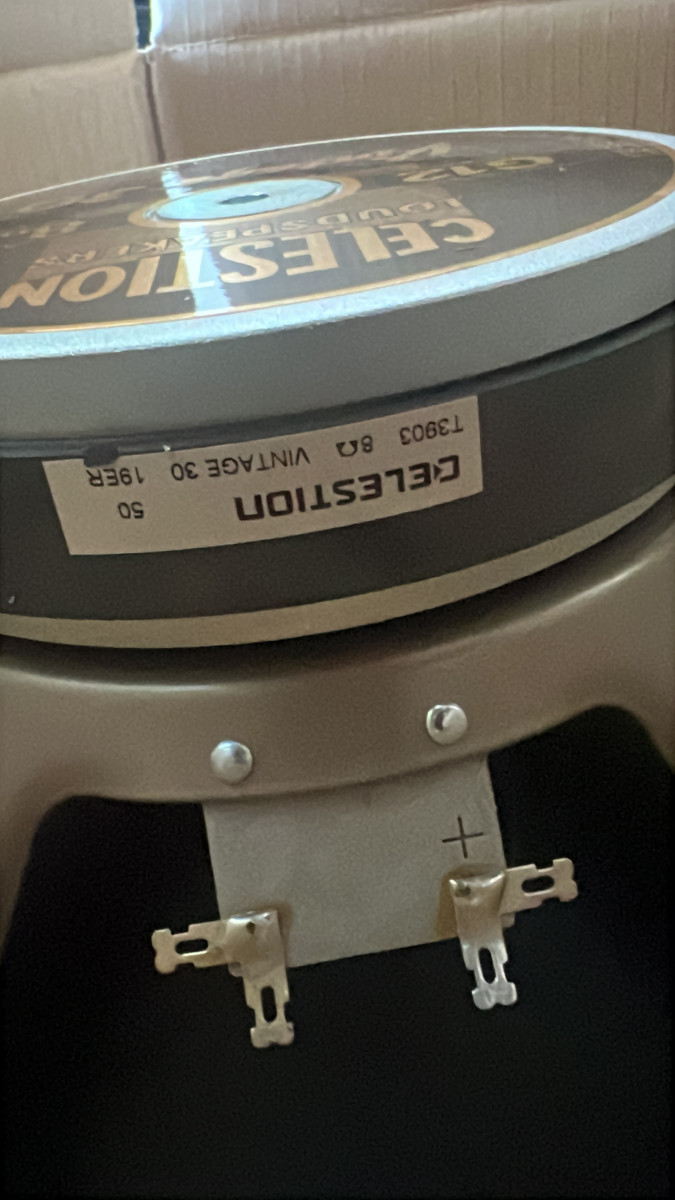 CELESTION
LOUDSPEAKERS
G12
CELESTION
50
T3903 8Ω VINTAGE 30 19ER
+